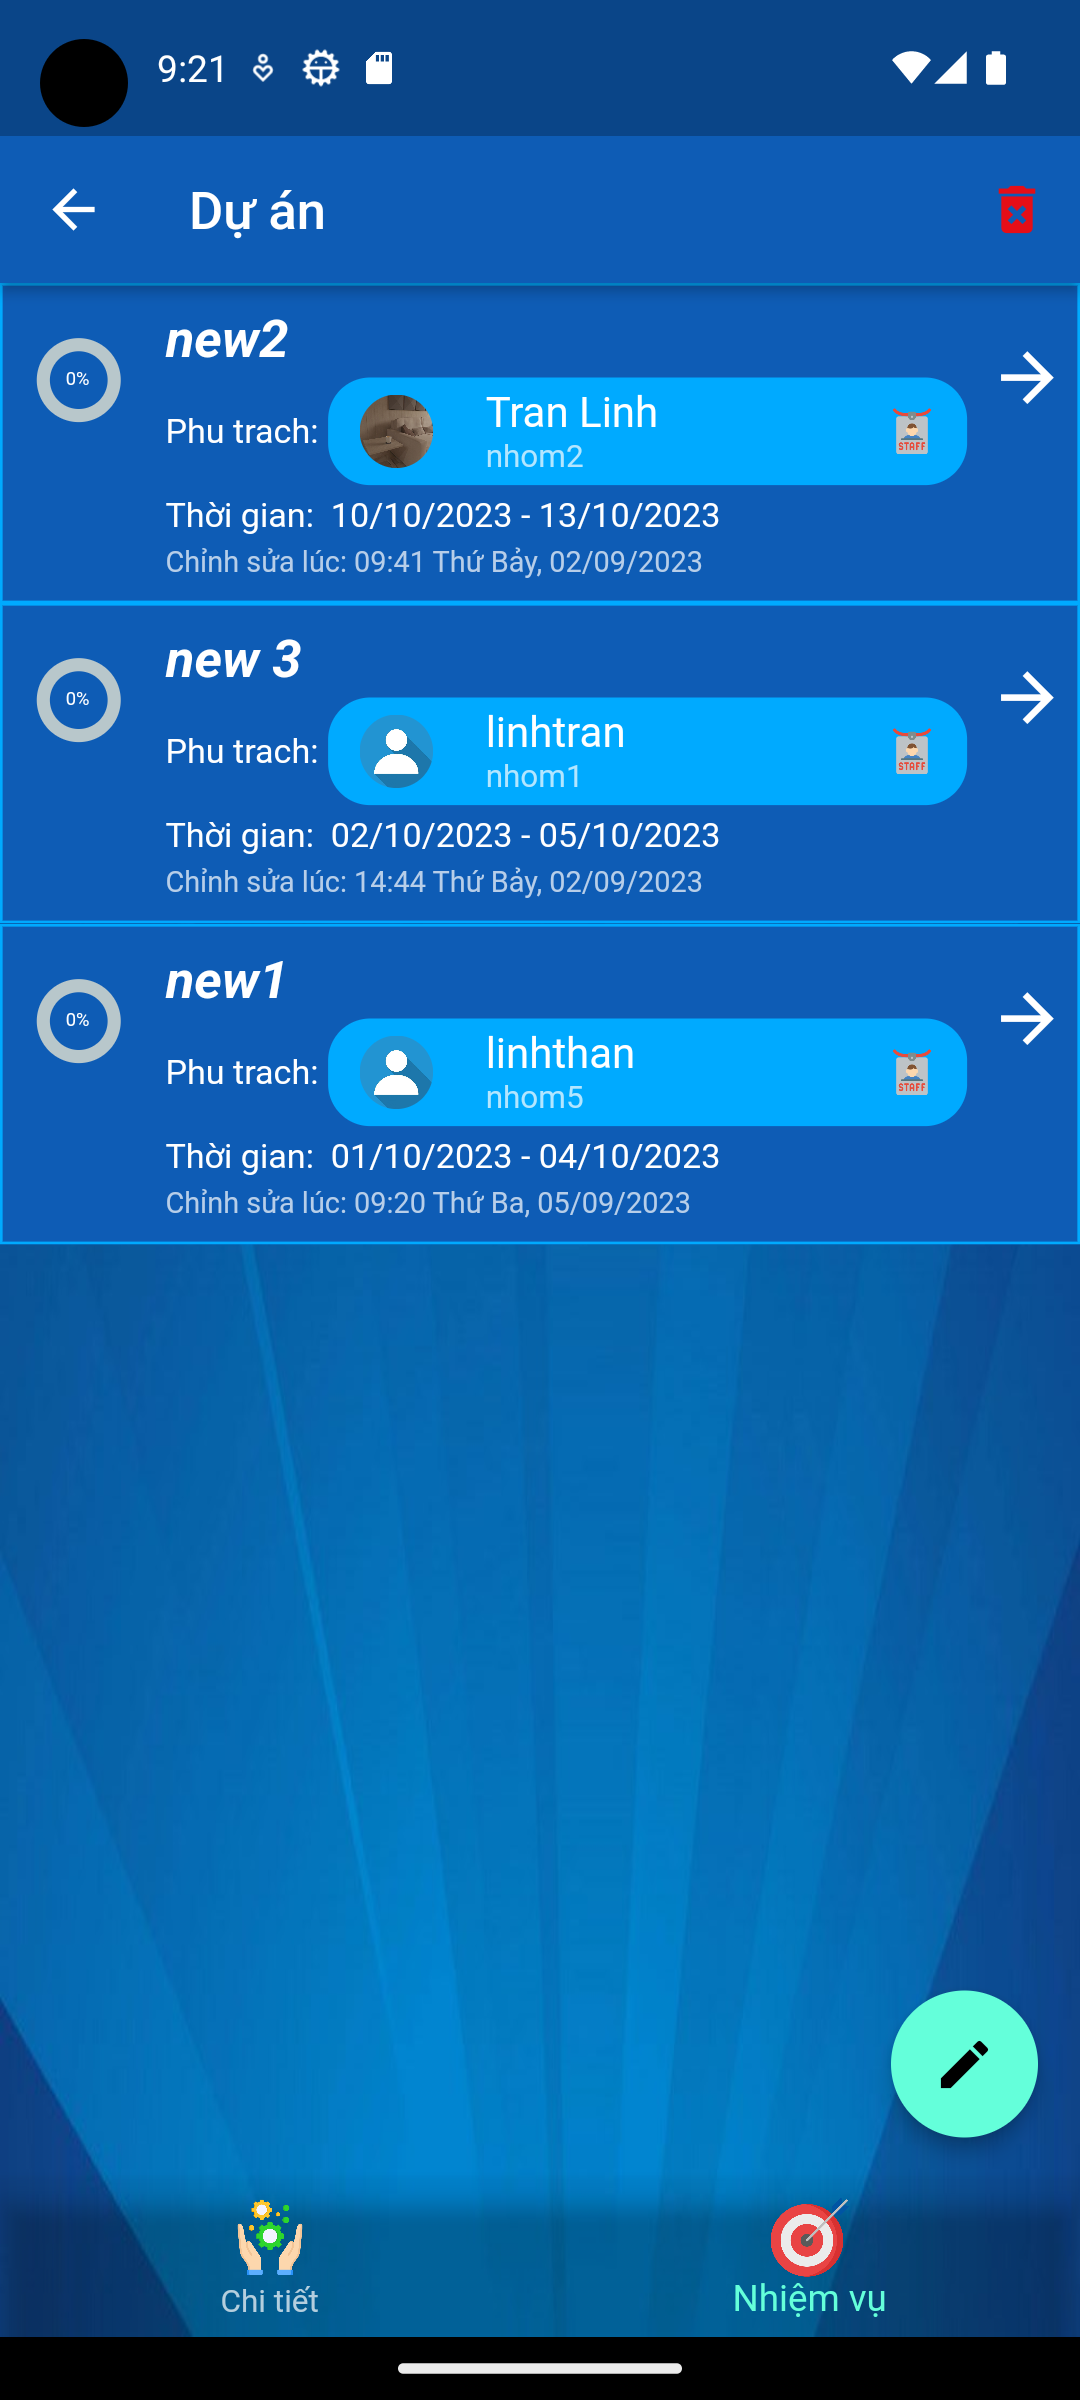 9:21
Dự án
new2
0%
Phu trach:
Tran Linh
nhom2
STAFF
Thời gian: 10/10/2023 - 13/10/2023
Chỉnh sửa lúc: 09:41 Thứ Bảy, 02/09/2023
new 3
0%
Phu trach:
linhtran
nhom1
STAFF
Thời gian: 02/10/2023 - 05/10/2023
Chỉnh sửa lúc: 14:44 Thứ Bảy, 02/09/2023
new1
0%
Phu trach:
linhthan
nhom5
STAFF
Thời gian: 01/10/2023 - 04/10/2023
Chỉnh sửa lúc: 09:20 Thứ Ba, 05/09/2023
Chi tiết
Nhiệm vụ